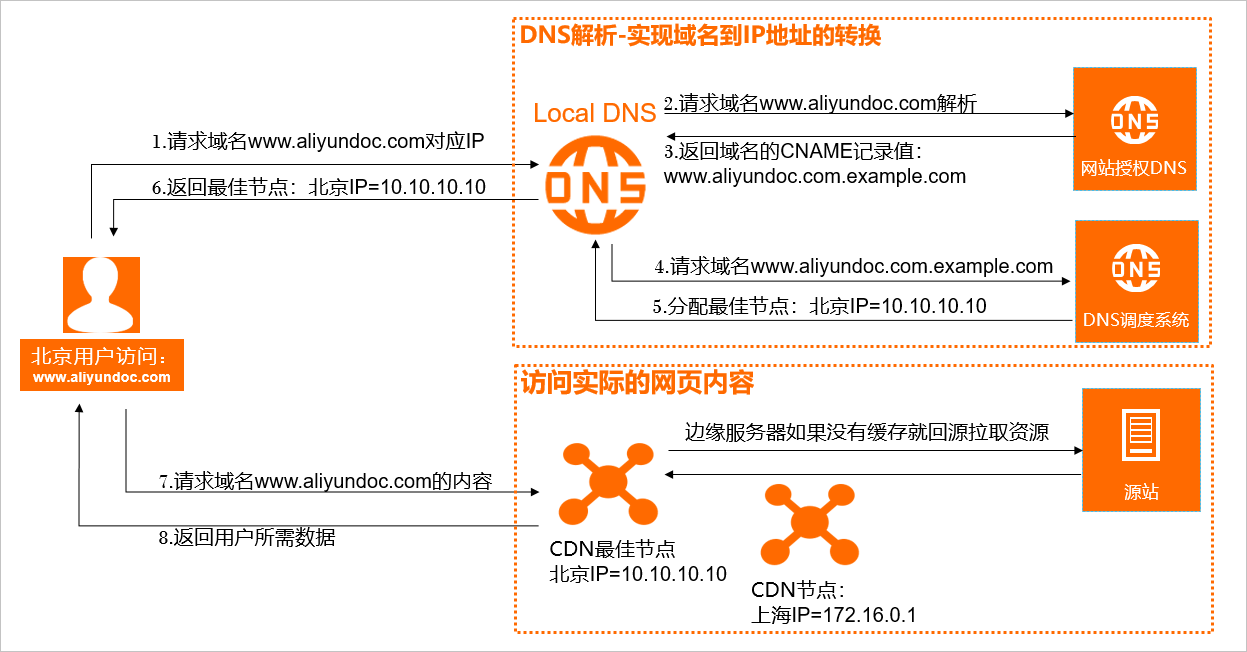 DNS解析-实现域名到IP地址的转换
Local DNS
DNS
1.请求域名www.aliyundoc.com对应IP
6.返回最佳节点：北京IP=10.10.10.10
2.请求域名www.aliyundoc.com解析
3.返回域名的CNAME记录值：
www.aliyundoc.com.example.com
DNS
网站授权DNS
4.请求域名www.aliyundoc.com.example.com
5.分配最佳节点：北京IP=10.10.10.10
DNS
DNS调度系统
北京用户访问：
www.aliyundoc.com
访问实际的网页内容
边缘服务器如果没有缓存就回源拉取资源
源站
7.请求域名www.aliyundoc.com的内容
8.返回用户所需数据
CDN最佳节点
北京IP=10.10.10.10
CDN节点：
上海IP=172.16.0.1